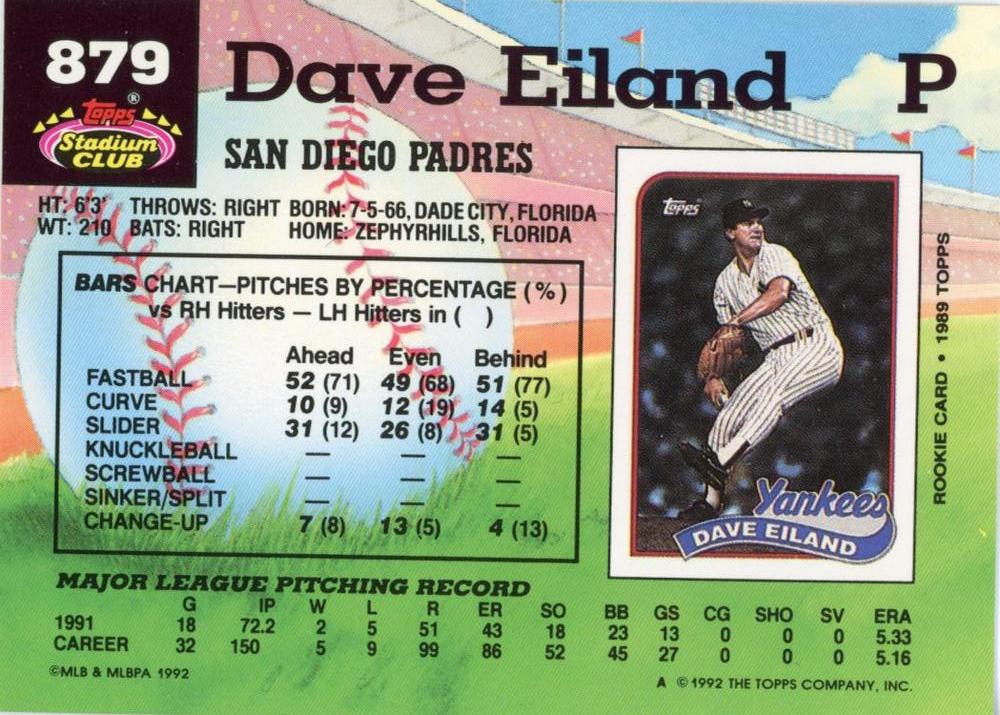 879
Topps ®
Stadium
CLUB
Dave Eiland P
SAN DIEGO PADRES
HT: 6'3" THROWS: RIGHT BORN: 7-5-66, DADE CITY, FLORIDA
WT: 210 BATS: RIGHT HOME: ZEPHYRHILLS, FLORIDA
BARS CHART—PITCHES BY PERCENTAGE (%)
vs RH Hitters — LH Hitters in ( )
Ahead Even Behind
FASTBALL 52 (71) 49 (68) 51 (77)
CURVE 10 (9) 12 (19) 14 (5)
SLIDER 31 (12) 26 (8) 31 (5)
KNUCKLEBALL — — —
SCREWBALL — — —
SINKER/SPLIT — — —
CHANGE-UP 7 (8) 13 (5) 4 (13)
Topps
Yankees
DAVE EILAND
ROOKIE CARD • 1989 TOPPS
MAJOR LEAGUE PITCHING RECORD
G IP W L R ER SO BB GS CG SHO SV ERA
1991 18 72.2 2 5 51 43 18 23 13 0 0 0 5.33
CAREER 32 150 5 9 99 86 52 45 27 0 0 0 5.16
©MLB & MLBPA 1992
A © 1992 THE TOPPS COMPANY, INC.